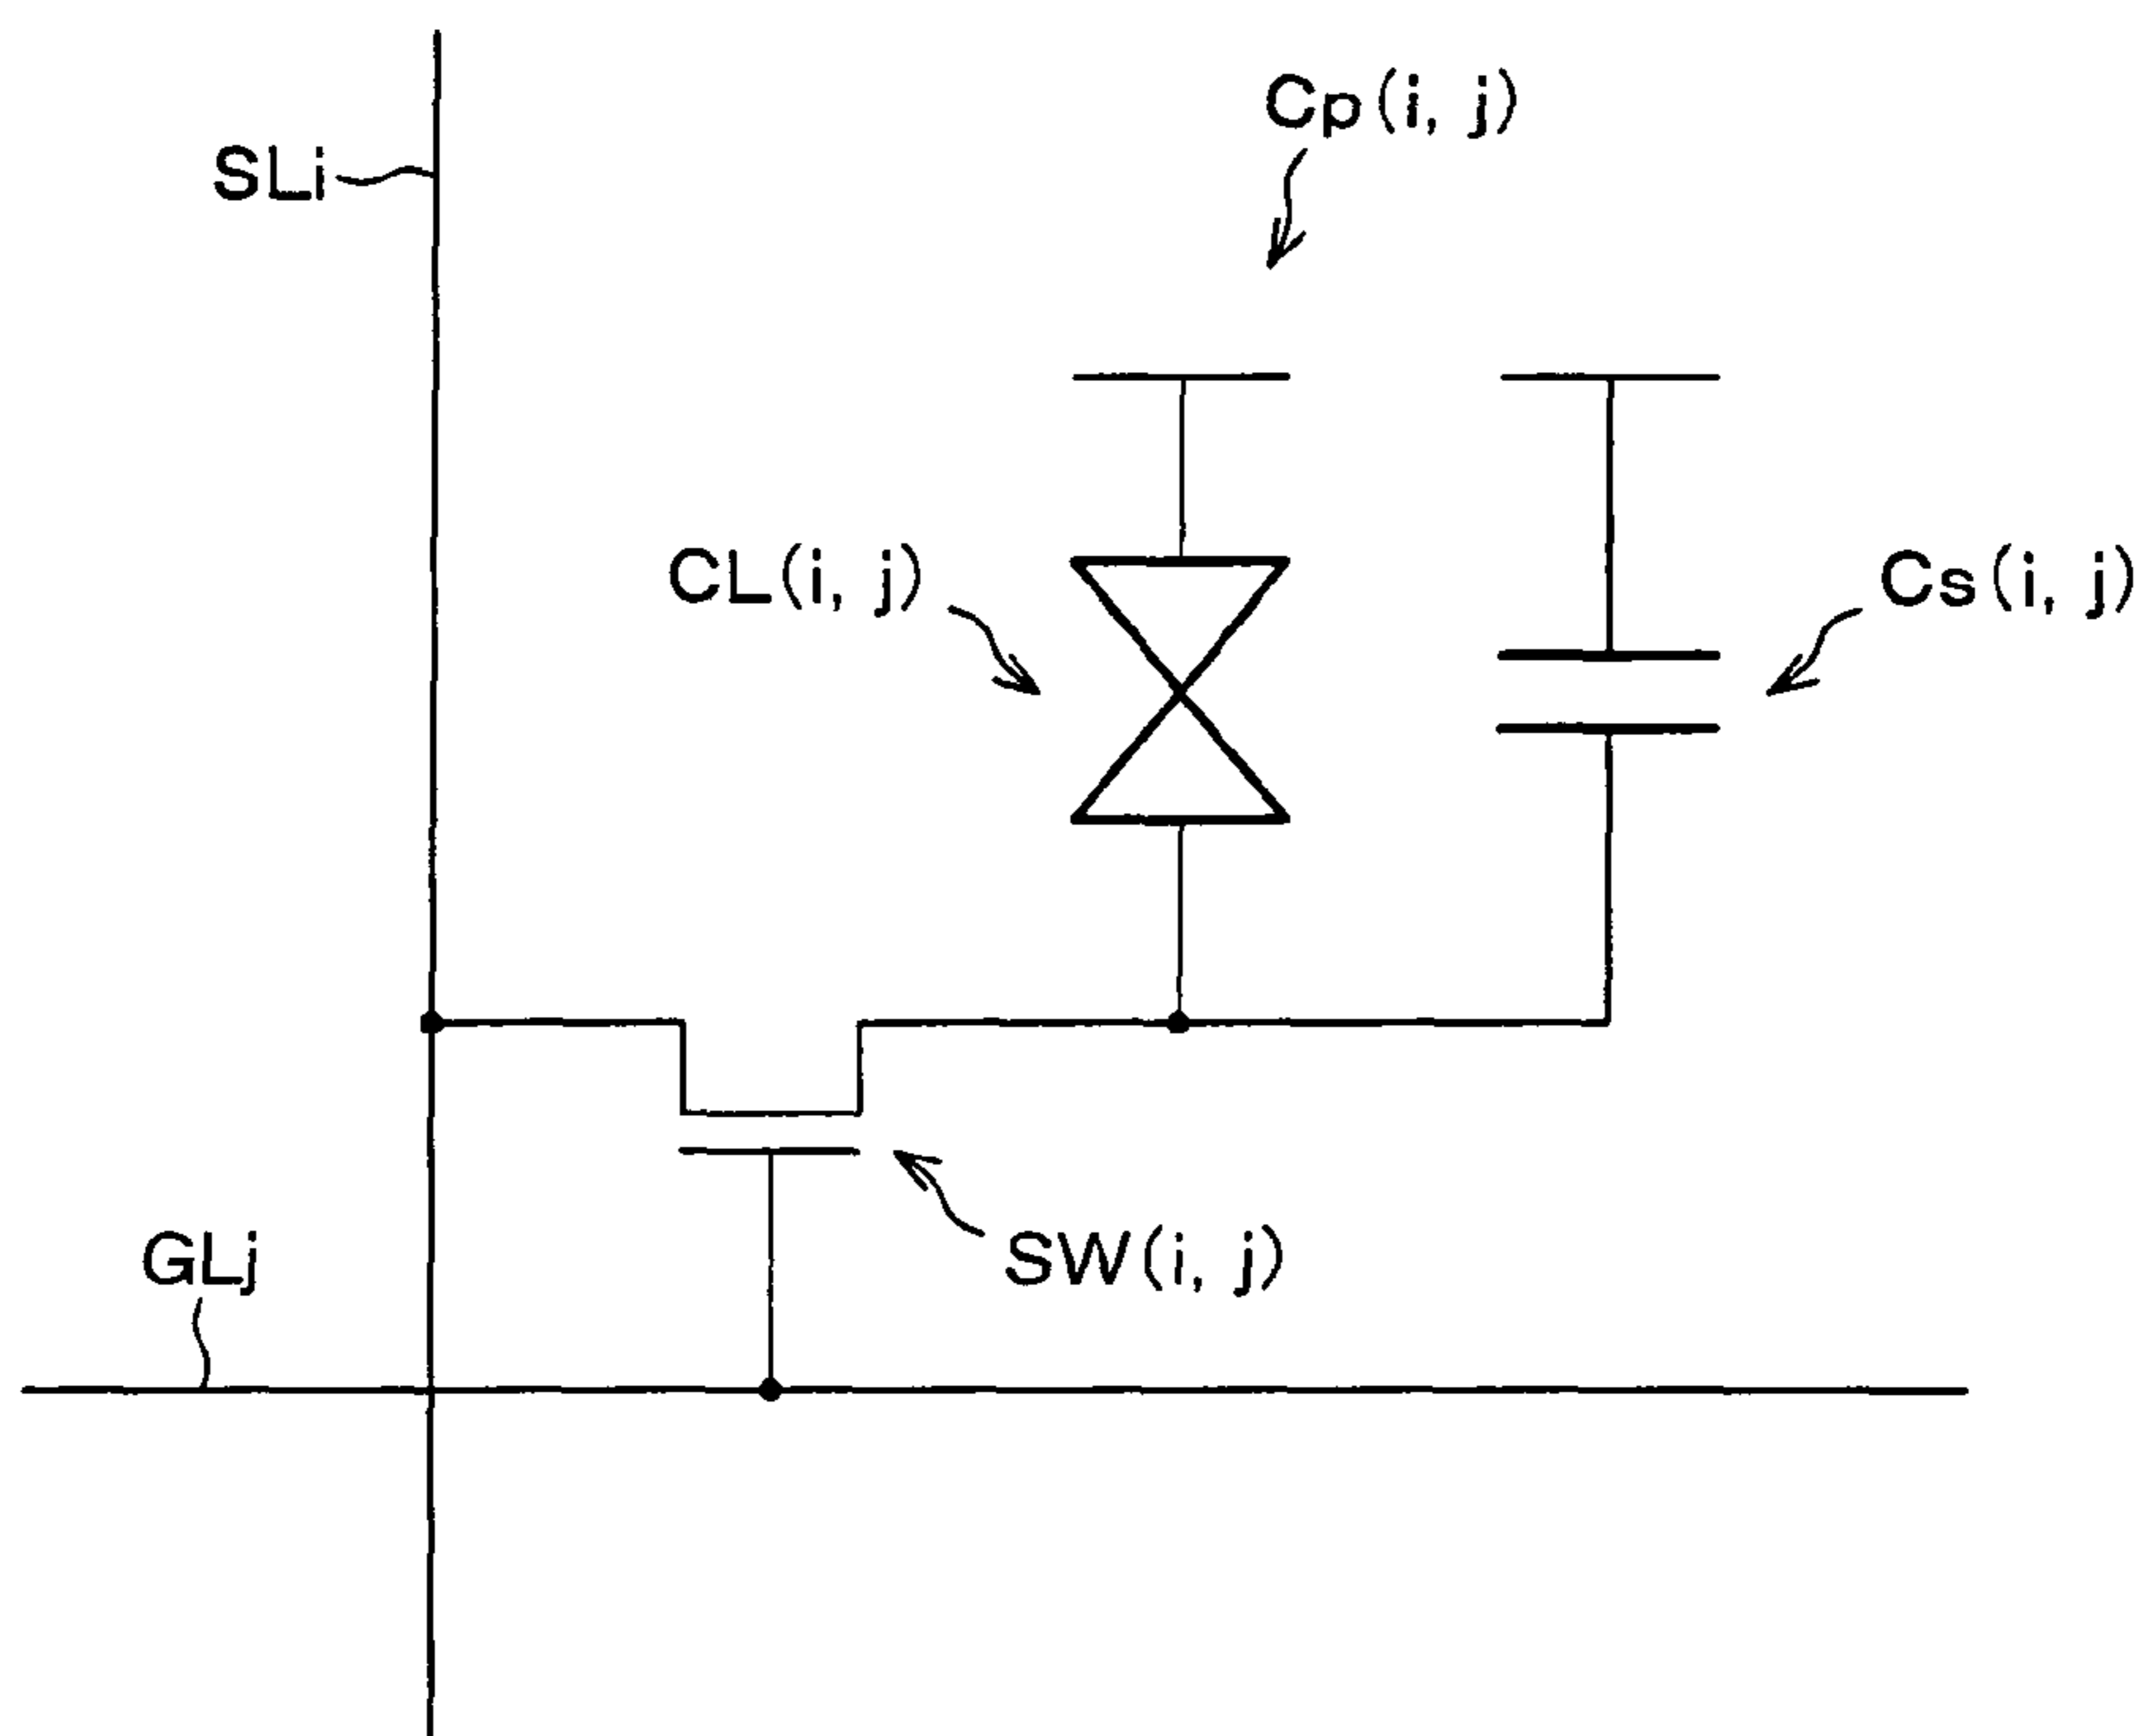 Cp(i, j)
SLi
CL(i, j)
Cs(i, j)
SW(i, j)
GLj